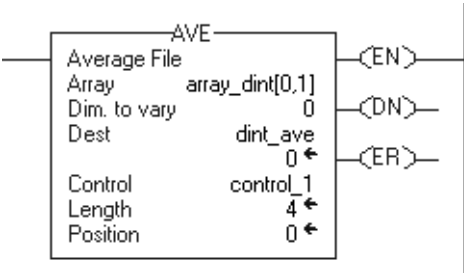 AVE
Average File
Array array_dint[0,1]
Dim. to vary 0
Dest dint_ave
0
Control control_1
Length 4
Position 0
EN
DN
ER